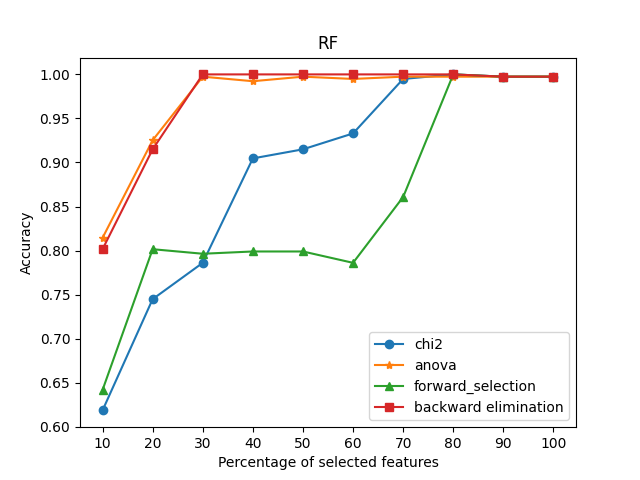 RF
Accuracy
1.00
0.95
0.90
0.85
0.80
0.75
0.70
0.65
0.60
chi2
anova
forward_selection
backward elimination
10 20 30 40 50 60 70 80 90 100
Percentage of selected features